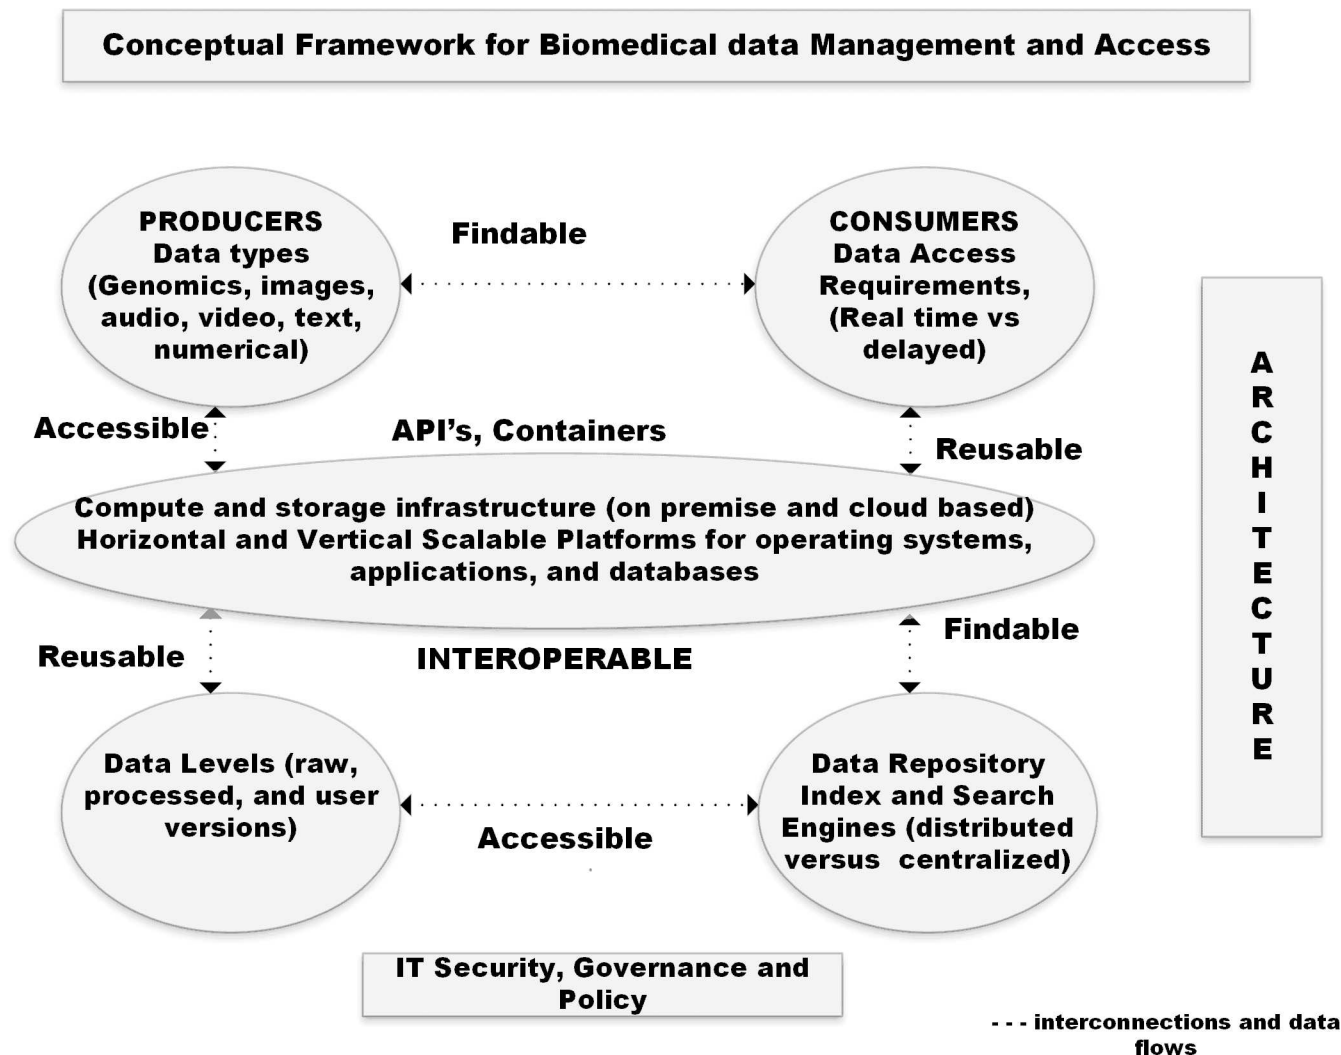 Conceptual Framework for Biomedical data Management and Access
PRODUCERS
Data types
(Genomics, images,
audio, video, text,
numerical)
Findable
CONSUMERS
Data Access
Requirements,
(Real time vs
delayed)
Accessible
API's, Containers
Reusable
Compute and storage infrastructure (on premise and cloud based)
Horizontal and Vertical Scalable Platforms for operating systems,
applications, and databases
Reusable
INTEROPERABLE
Findable
Data Levels (raw,
processed, and user
versions)
Accessible
Data Repository
Index and Search
Engines (distributed
versus centralized)
A
R
C
H
I
T
E
C
T
U
R
E
IT Security, Governance and
Policy
- - - interconnections and data
flows